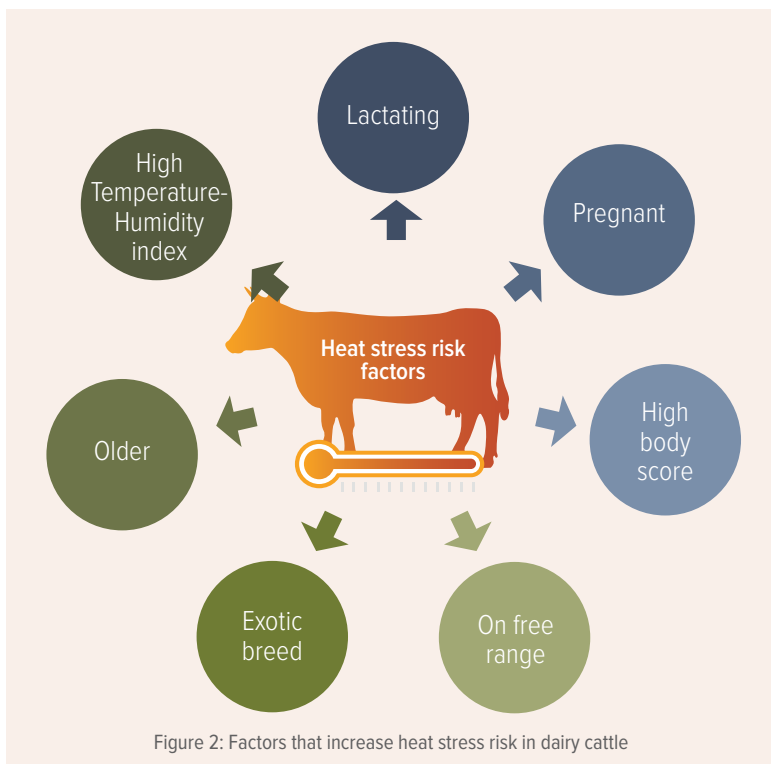 Lactating
High
Temperature-
Humidity
index
Pregnant
Heat stress risk
factors
High
body
score
Older
Exotic
breed
On free
range
Figure 2: Factors that increase heat stress risk in dairy cattle